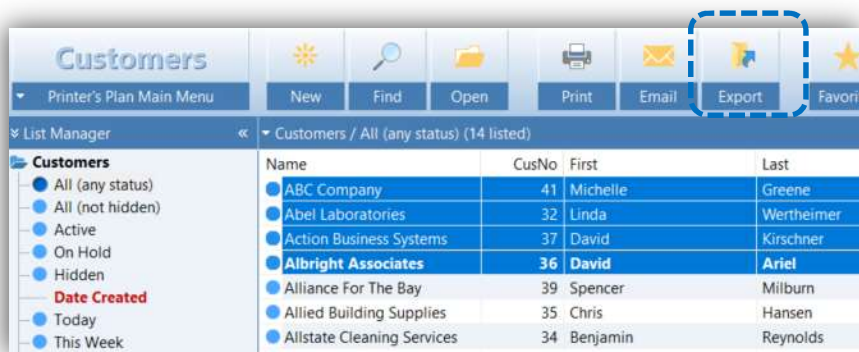 Customers
Printer's Plan Main Menu
New Find Open Print Email Export
List Manager
Customers / All (any status) (14 listed)
Customers
All (any status)
All (not hidden)
Active
On Hold
Hidden
Date Created
Today
This Week
Name CusNo First Last
ABC Company 41 Michelle Greene
Abel Laboratories 32 Linda Wertheimer
Action Business Systems 37 David Kirschner
Albright Associates 36 David Ariel
Alliance For The Bay 39 Spencer Milburn
Allied Building Supplies 35 Chris Hansen
Allstate Cleaning Services 34 Benjamin Reynolds